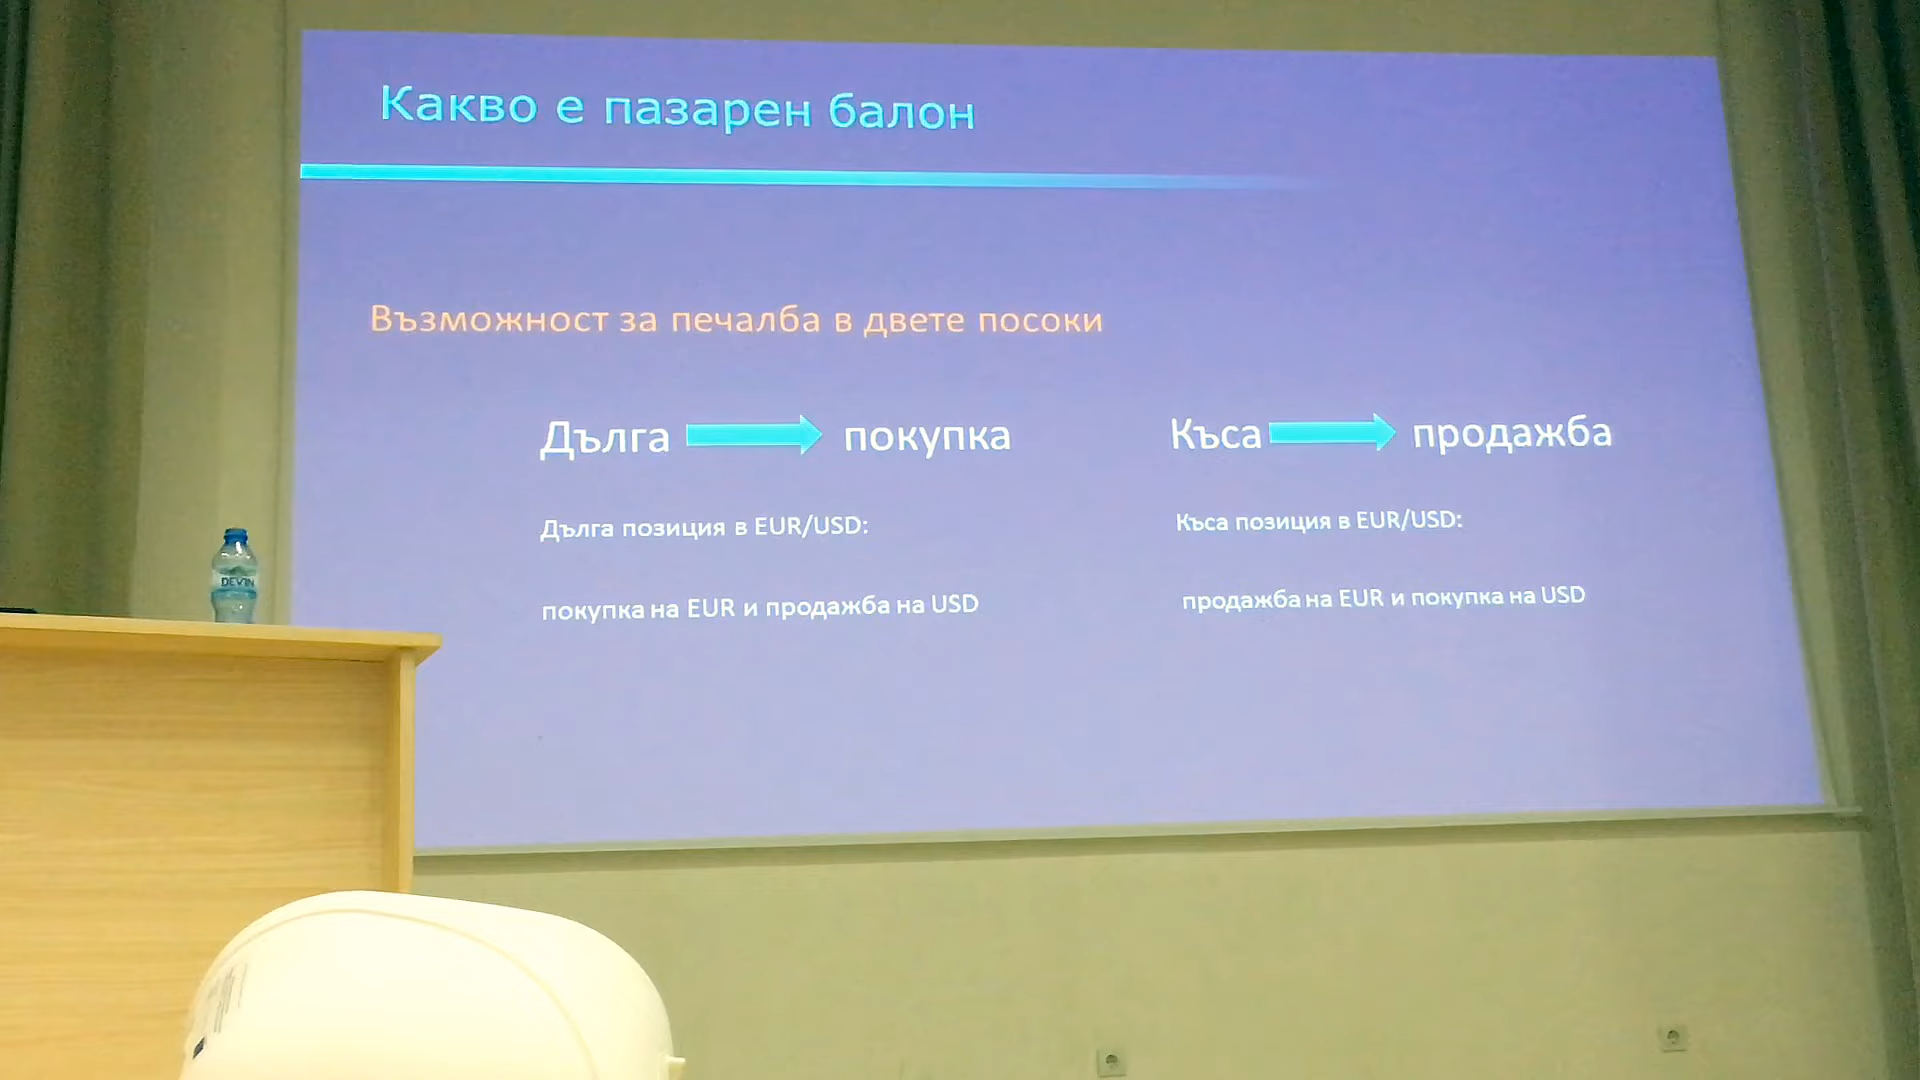 Какво е пазарен балон
Възможност за печалба в двете посоки
Дълга покупка
Къса продажба
Дълга позиция в EUR/USD:
покупка на EUR и продажба на USD
Къса позиция в EUR/USD:
продажба на EUR и покупка на USD
DEVIN